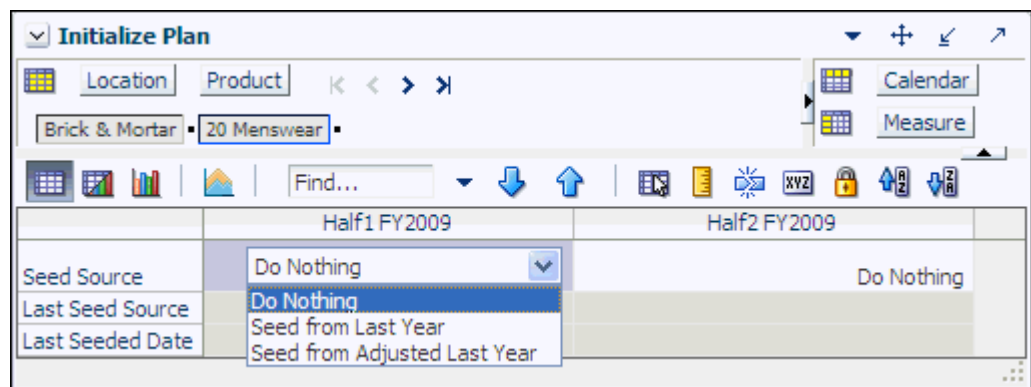 Initialize Plan
Location Product Calendar
Brick & Mortar 20 Menswear Measure
Find... XYZ A Z Z A
Half1 FY2009 Half2 FY2009
Seed Source Do Nothing Do Nothing
Do Nothing
Last Seed Source Seed from Last Year
Last Seeded Date Seed from Adjusted Last Year